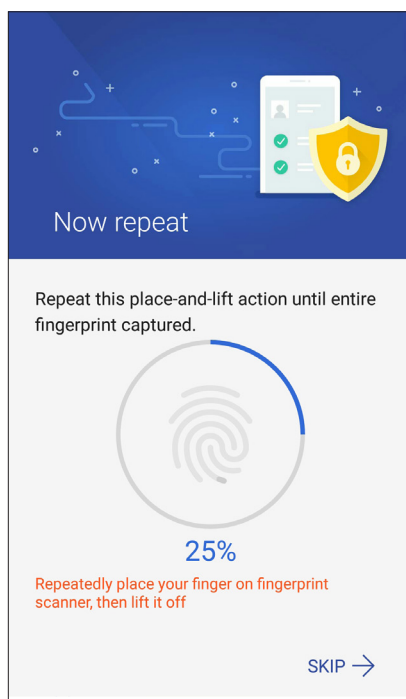 Now repeat
Repeat this place-and-lift action until entire
fingerprint captured.
25%
Repeatedly place your finger on fingerprint
scanner, then lift it off
SKIP